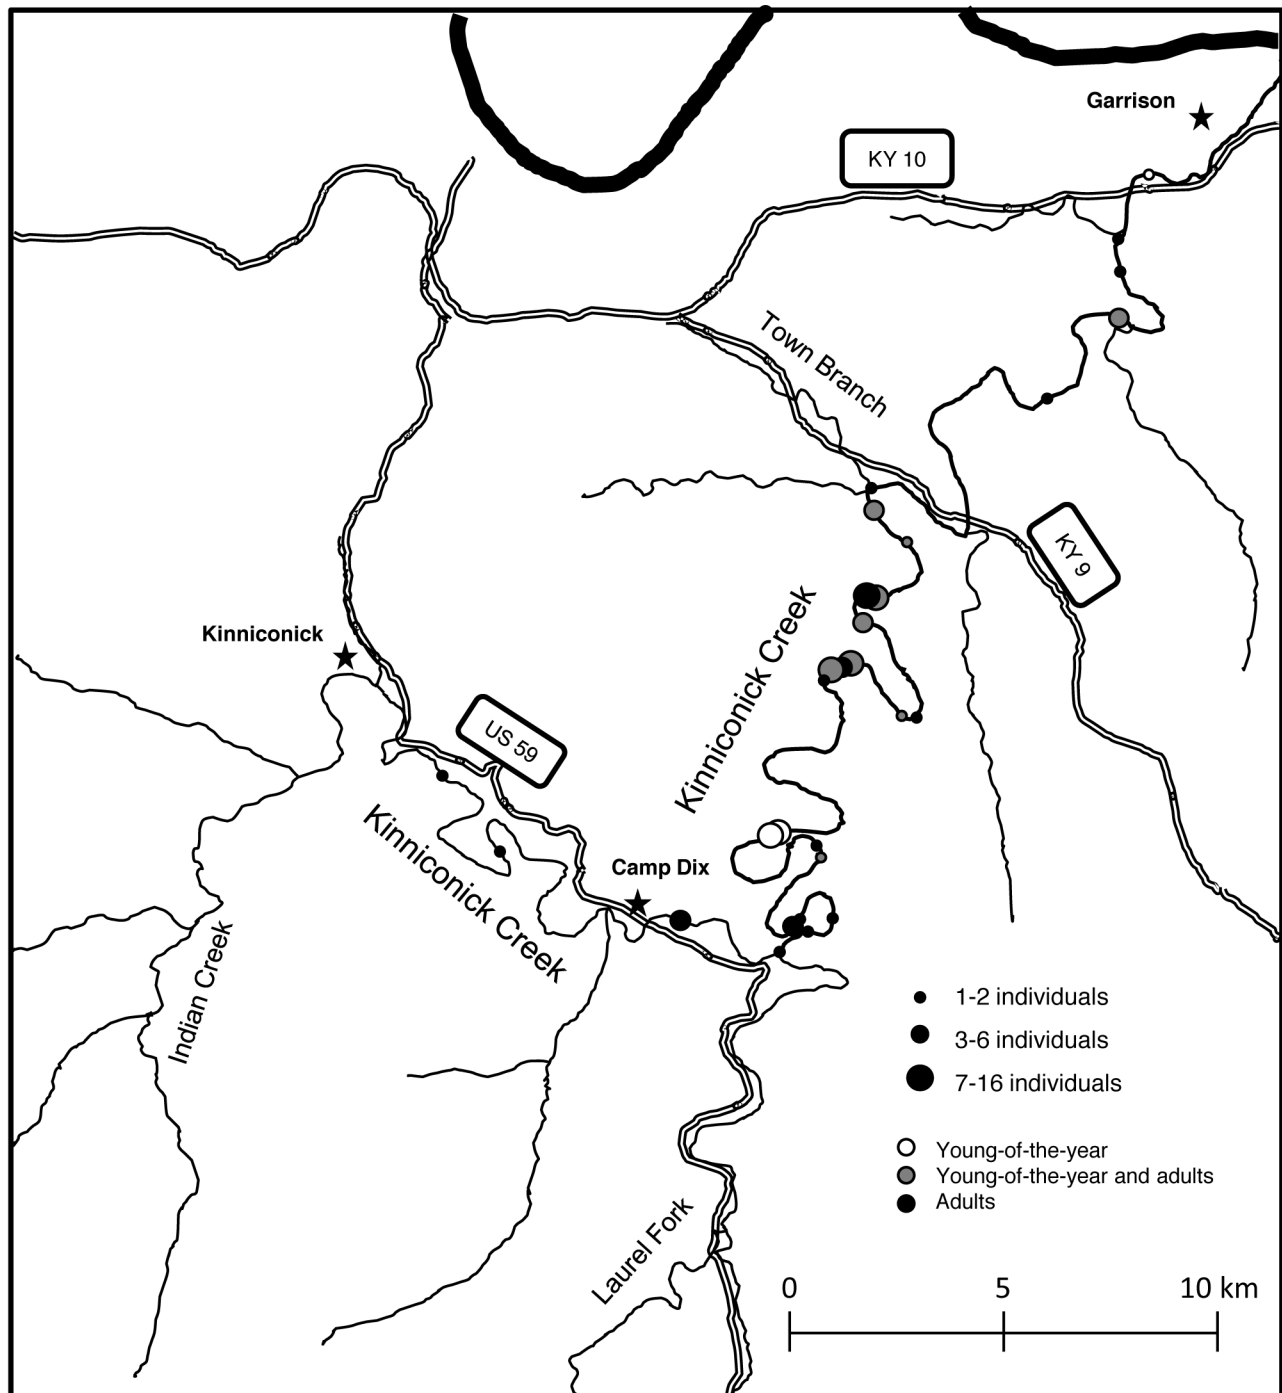 Garrison
KY 10
Town Branch
KY 9
Kinniconick Creek
Kinniconick
US 59
Kinniconick Creek
Camp Dix
Indian Creek
1-2 individuals
3-6 individuals
7-16 individuals
Young-of-the-year
Young-of-the-year and adults
Adults
Laurel Fork
0 5 10 km